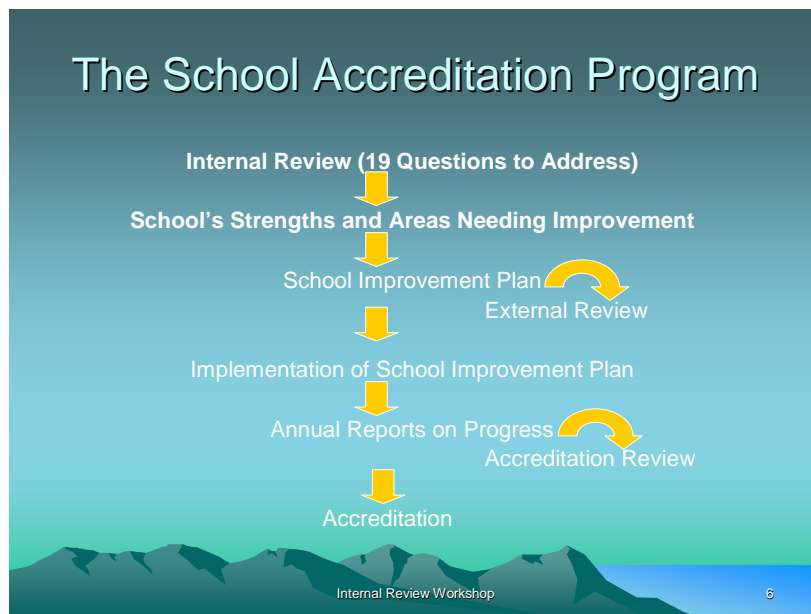 The School Accreditation Program
Internal Review (19 Questions to Address)
School's Strengths and Areas Needing Improvement
School Improvement Plan
External Review
Implementation of School Improvement Plan
Annual Reports on Progress
Accreditation Review
Accreditation
Internal Review Workshop
6